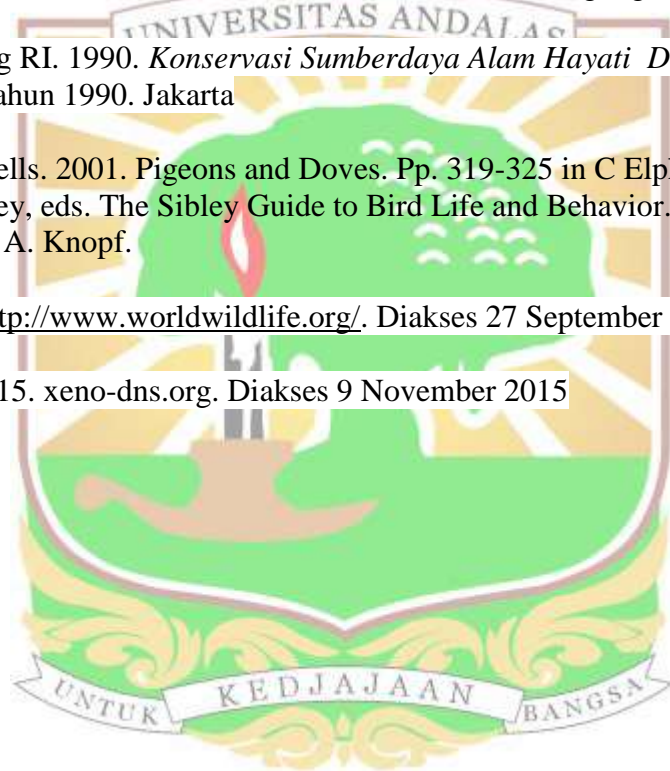 UNIVERSITAS ANDALAS
g RI. 1990. Konservasi Sumberdaya Alam Hayati D
ahun 1990. Jakarta
ells. 2001. Pigeons and Doves. Pp. 319-325 in C Elp
ey, eds. The Sibley Guide to Bird Life and Behavior.
A. Knopf.
tp://www.worldwildlife.org/. Diakses 27 September
15. xeno-dns.org. Diakses 9 November 2015
UNTUK KEDJAJAAN BANGSA